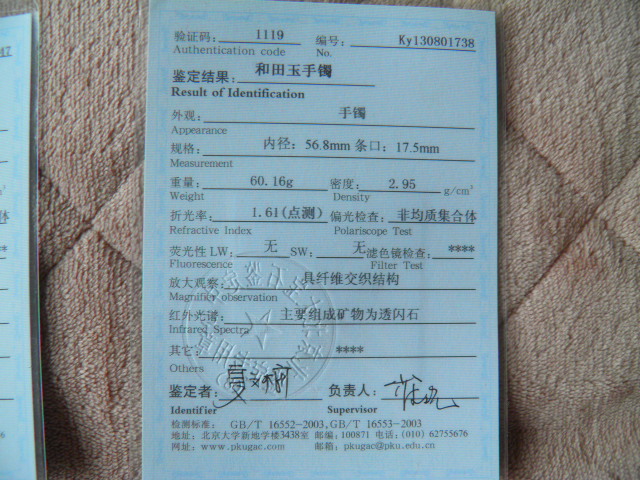 验证码： 1119 编号： Ky130801738
Authentication code No.
鉴定结果： 和田玉手镯
Result of Identification
外观： 手镯
Appearance
规格： 内径：56.8mm 条口：17.5mm
Measurement
重量： 60.16g 密度： 2.95 g/cm³
Weight Density
折光率： 1.61(点测) 偏光检查： 非均质集合体
Refractive Index Polariscope Test
荧光性 LW： 无 SW： 无 滤色镜检查： ****
Fluorescence Filter Test
放大观察： 具纤维交织结构
Magnify observation
红外光谱： 主要组成矿物为透闪石
Infrared Spectra
其它： ****
Others
鉴定者： 负责人：
Identifier Supervisor
检测标准： GB/T 16552-2003, GB/T 16553-2003
地址：北京大学新地学楼3438室 邮编：100871 电话：(010) 62755676
网址：www.pkugac.com 邮箱：pkugac@pku.edu.cn